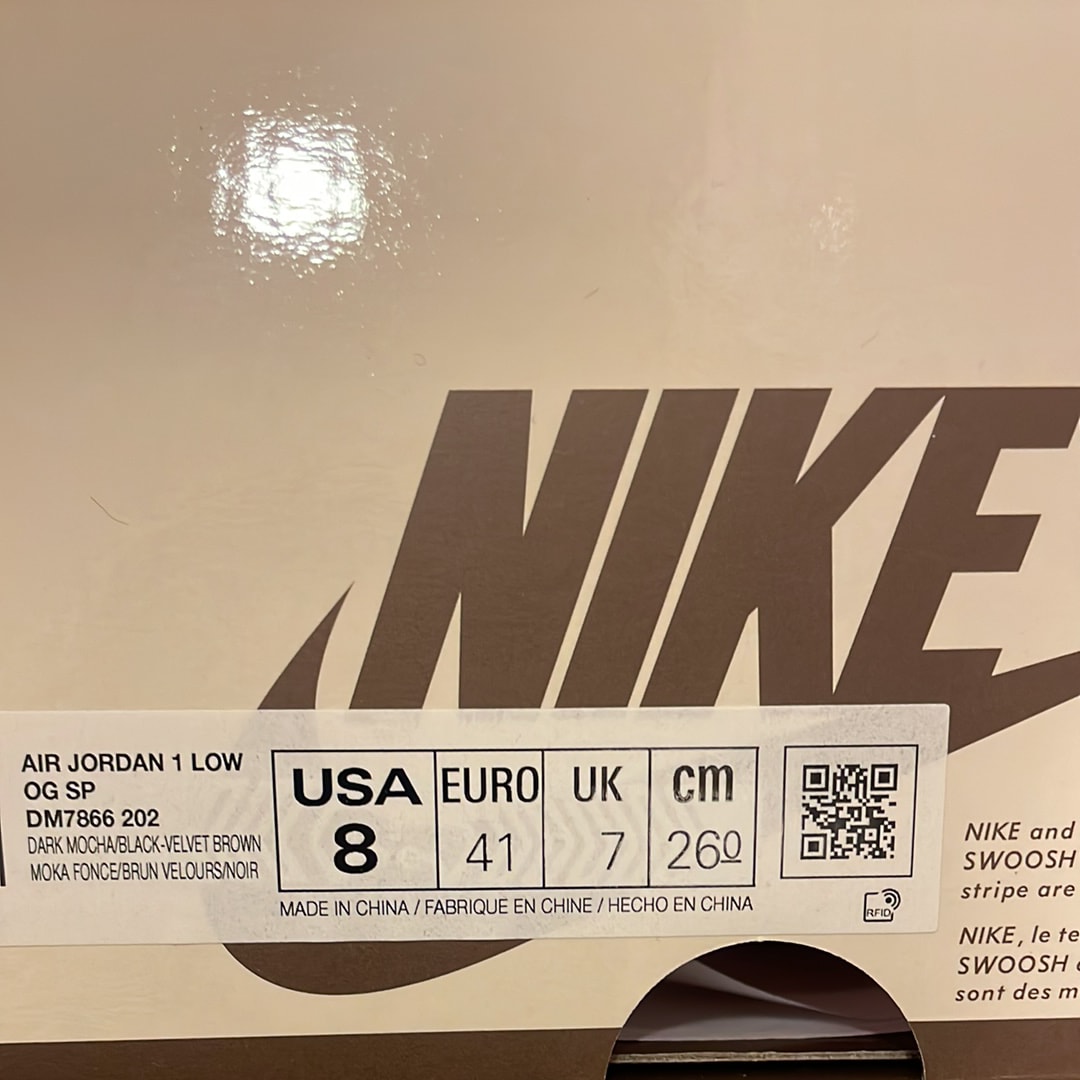 NIKE
AIR JORDAN 1 LOW
OG SP
DM7866 202
DARK MOCHA/BLACK-VELVET BROWN
MOKA FONCE/BRUN VELOURS/NOIR
USA EURO UK cm
8 41 7 260
MADE IN CHINA / FABRIQUE EN CHINE / HECHO EN CHINA
RFID
NIKE and
SWOOSH
stripe are
NIKE, le te
SWOOSH
sont des m